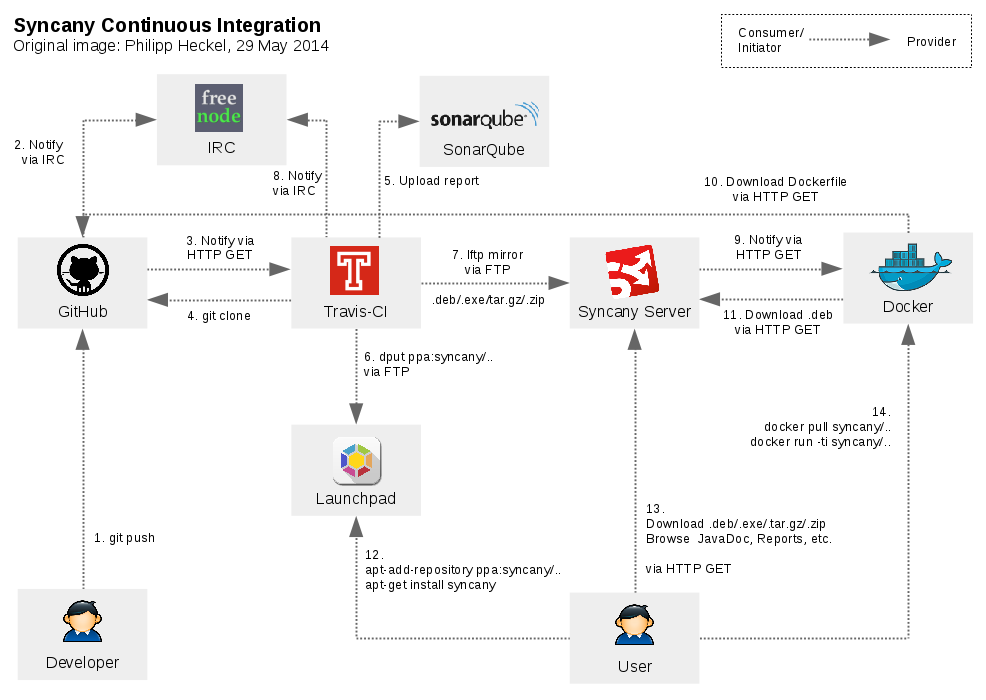 Syncany Continuous Integration
Original image: Philipp Heckel, 29 May 2014
Consumer/
Initiator
Provider
free
node
IRC
sonarqube
SonarQube
2. Notify
via IRC
8. Notify
via IRC
5. Upload report
10. Download Dockerfile
via HTTP GET
GitHub
3. Notify via
HTTP GET
4. git clone
Travis-CI
7. lftp mirror
via FTP
.deb/.exe/tar.gz/.zip
Syncany Server
9. Notify via
HTTP GET
11. Download .deb
via HTTP GET
Docker
6. dput ppa:syncany/..
via FTP
Launchpad
14.
docker pull syncany/..
docker run -ti syncany/..
1. git push
13.
Download .deb/.exe/.tar.gz/.zip
Browse JavaDoc, Reports, etc.
via HTTP GET
12.
apt-add-repository ppa:syncany/..
apt-get install syncany
Developer
User